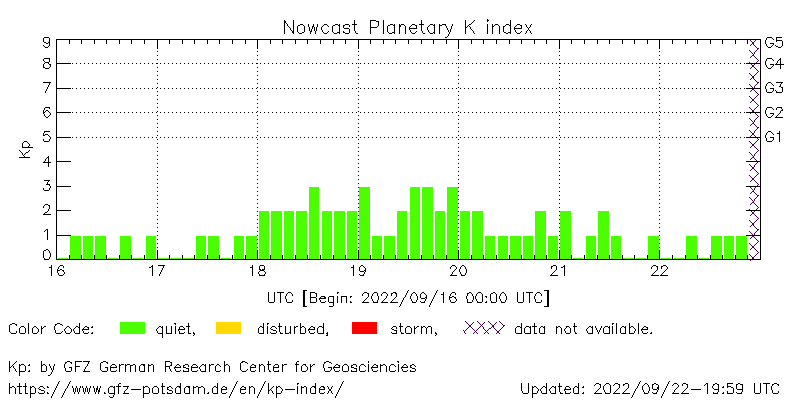 Nowcast Planetary K index
9 G5
8 G4
7 G3
6 G2
5 G1
4
Kp
3
2
1
0
16 17 18 19 20 21 22
UTC [Begin: 2022/09/16 00:00 UTC]
Color Code: quiet, disturbed, storm, data not available.
Kp: by GFZ German Research Center for Geosciencies
https://www.gfz-potsdam.de/en/kp-index/ Updated: 2022/09/22-19:59 UTC